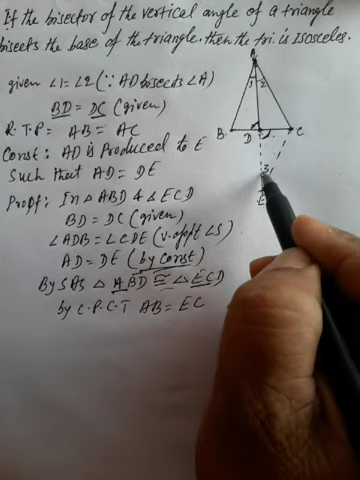 If the bisector of the vertical angle of a triangle
bisects the base of the triangle, then the tri. is Isosceles.
given ∠1 = ∠2 (∵ AD bisects ∠A)
BD = DC (given)
R.T.P = AB = AC
Const: AD is Produced to E
Such that AD = DE
Proof: In △ ABD & △ ECD
BD = DC (given)
∠ADB = ∠CDE (v.oppt ∠S)
AD = DE (by const)
By SAS △ ABD ≅ △ ECD
by C.P.C.T AB = EC
A
1 2
B D C
3
E